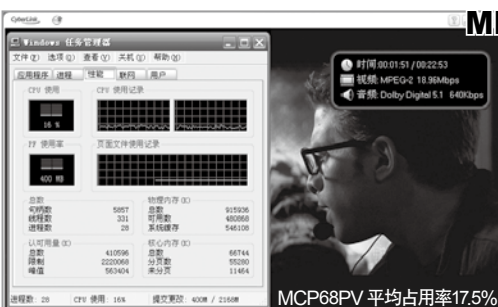 CyberLink.
MI
Windows 任务管理器
文件(F) 选项(O) 查看(V) 关机(U) 帮助(H)
应用程序 进程 性能 联网 用户
CPU 使用 CPU 使用记录
16 %
PF 使用率 页面文件使用记录
400 MB
总数 物理内存(K)
句柄数 5857 总数 915936
线程数 331 可用数 480868
进程数 28 系统缓存 546108
认可用量(K) 核心内存(K)
总数 410596 总数 66744
限制 2220068 分页数 55280
峰值 563404 未分页 11464
进程数: 28 CPU 使用: 16% 提交更改: 400M / 2168M
时间:00:01:51 / 00:22:53
视频: MPEG-2 18.96Mbps
音频: Dolby Digital 5.1 640Kbps
MCP68PV 平均占用率17.5%